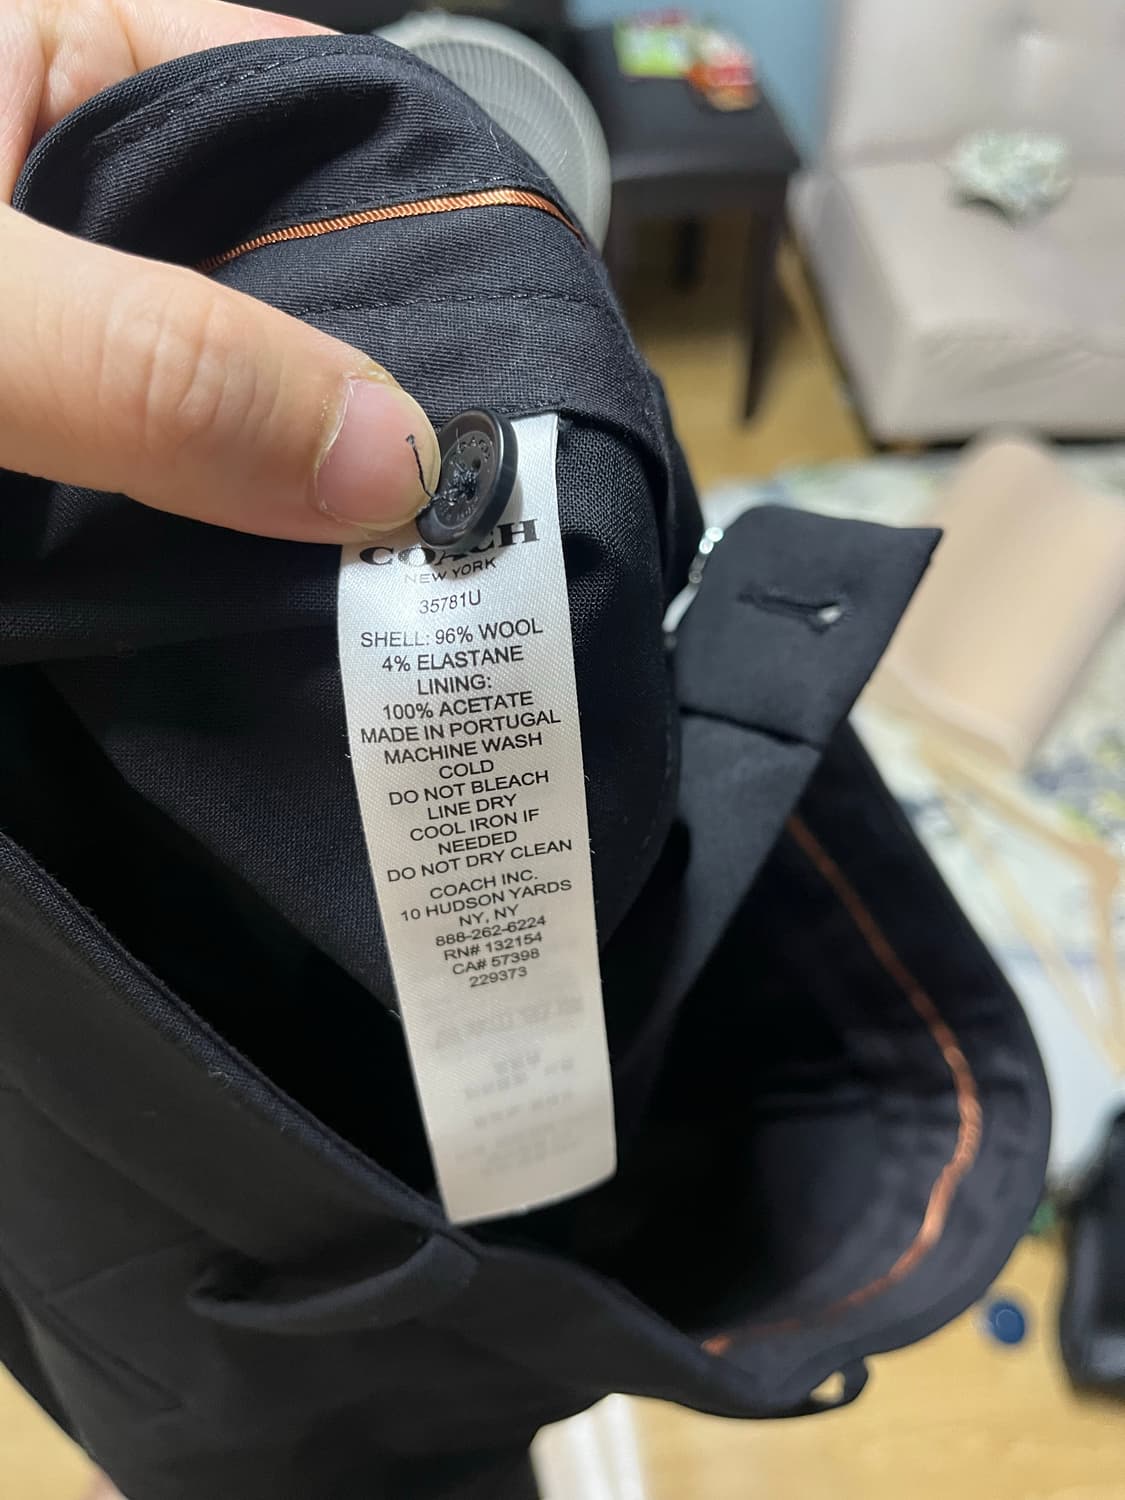 COACH
NEW YORK
35781U
SHELL: 96% WOOL
4% ELASTANE
LINING:
100% ACETATE
MADE IN PORTUGAL
MACHINE WASH
COLD
DO NOT BLEACH
LINE DRY
COOL IRON IF
NEEDED
DO NOT DRY CLEAN
COACH INC.
10 HUDSON YARDS
NY, NY
888-262-6224
RN# 132154
CA# 57398
229373